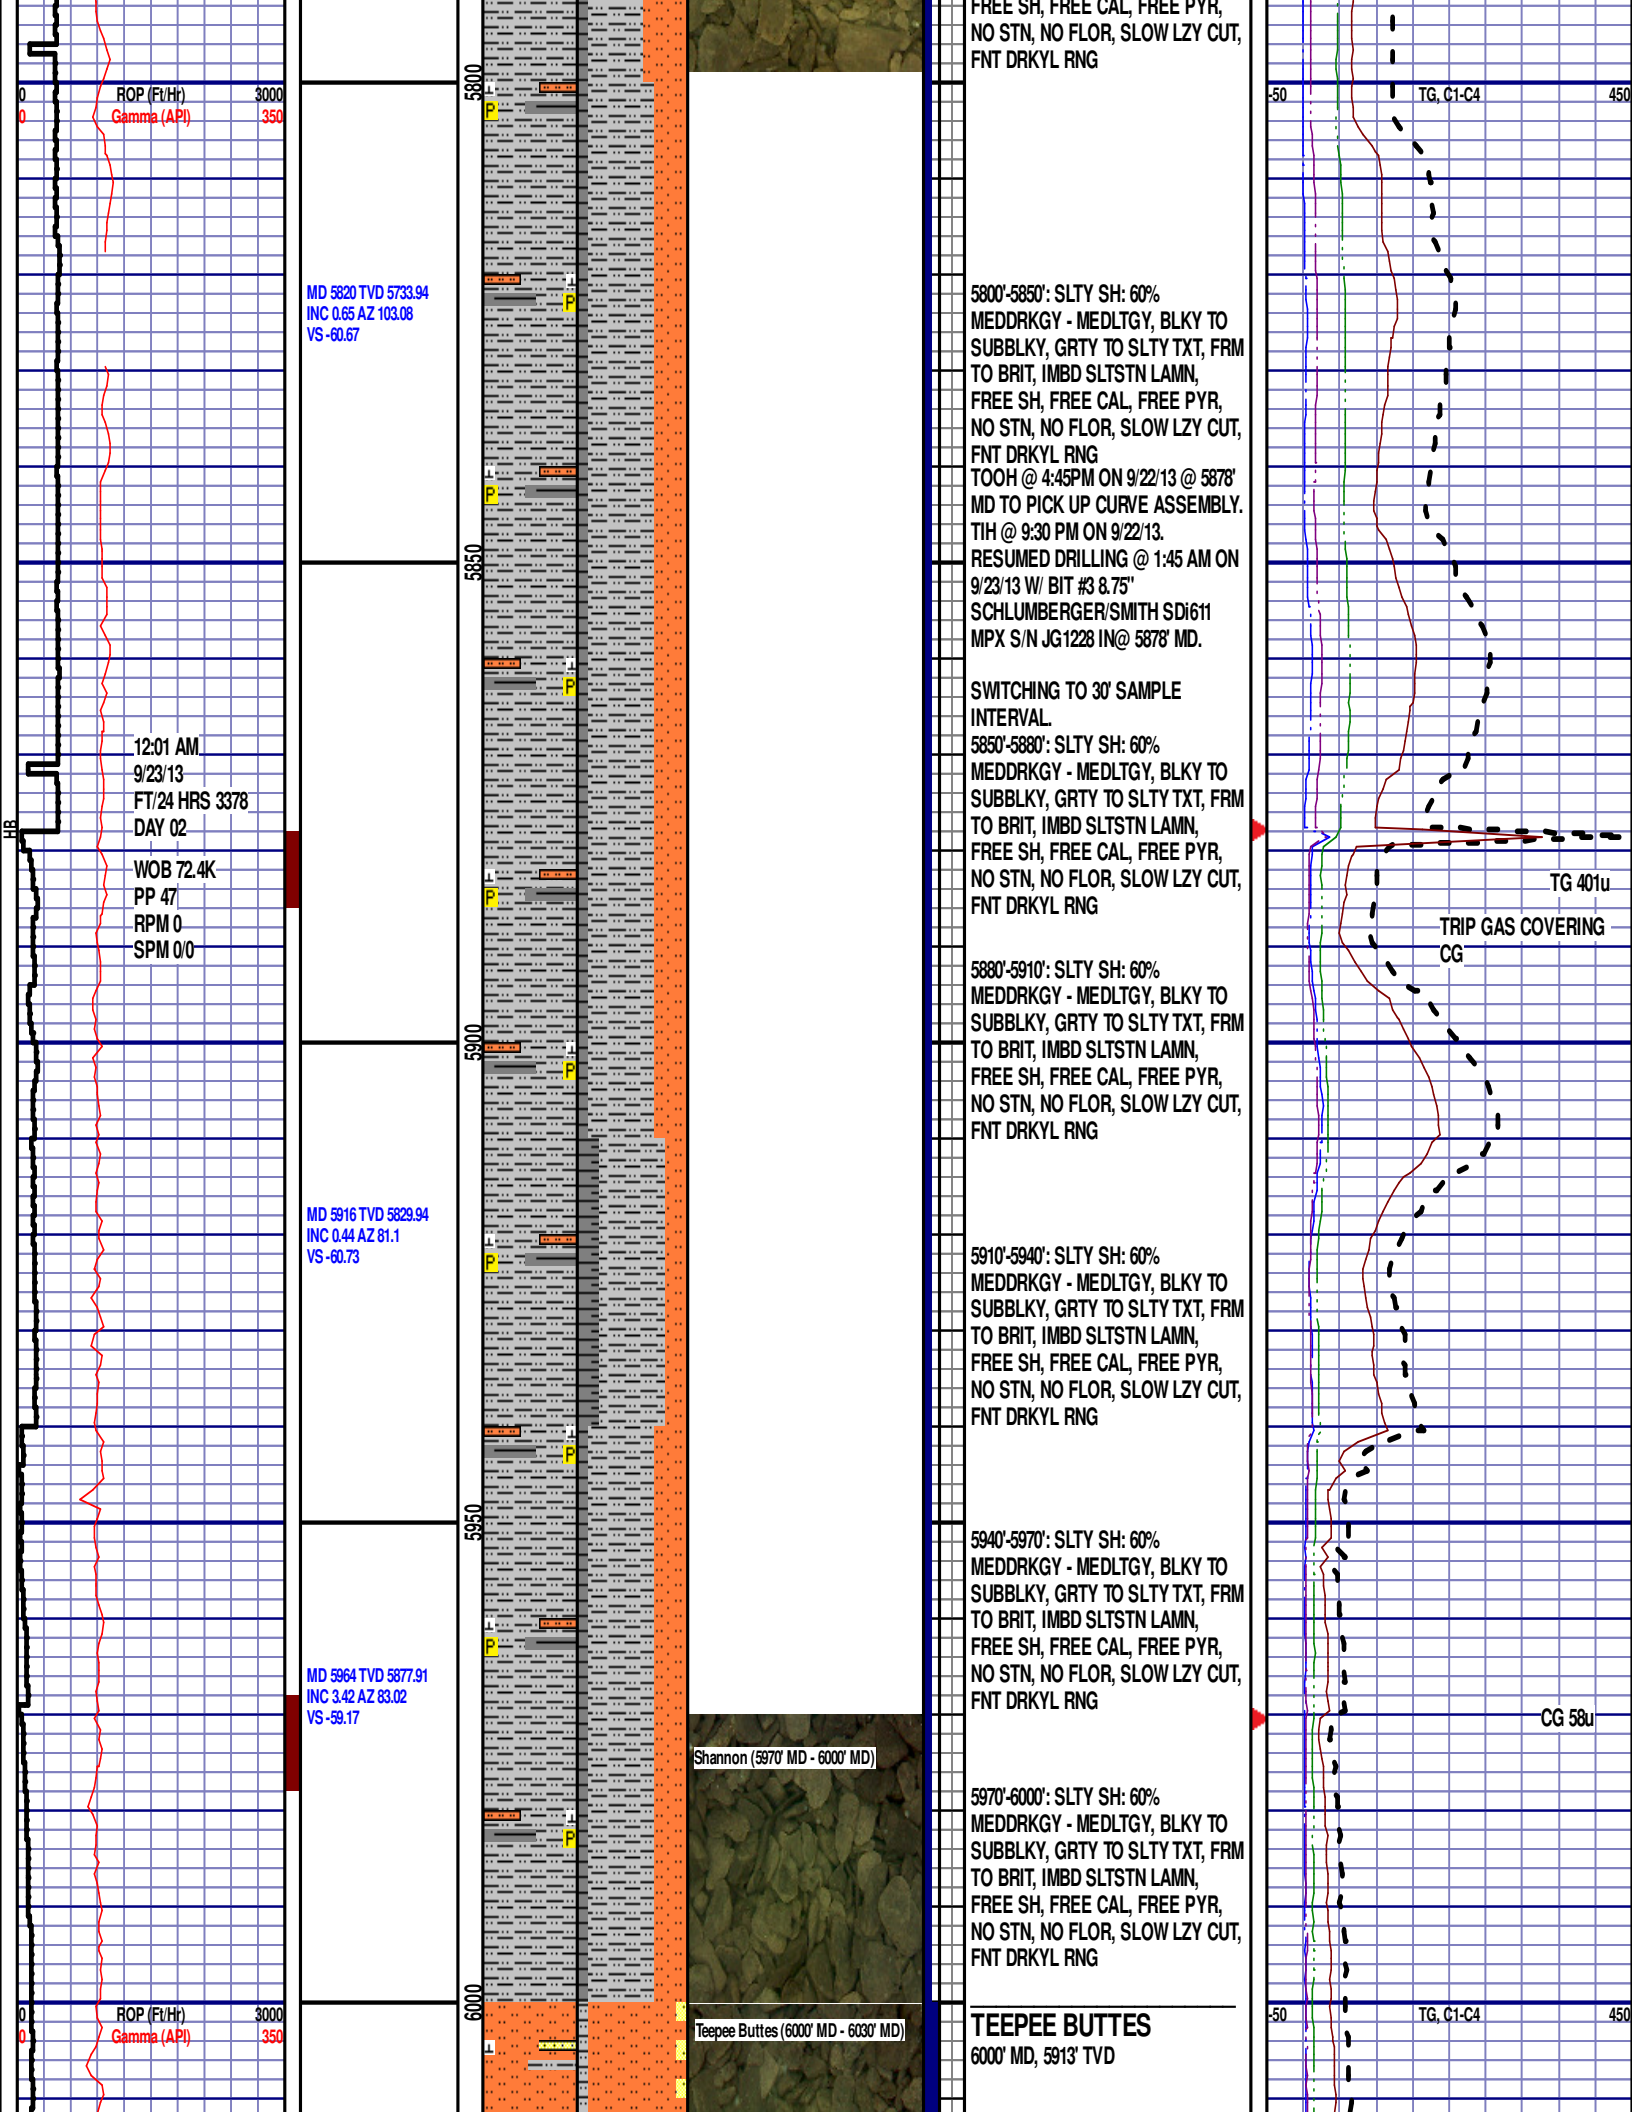 FREE SH, FREE CAL, FREE PYR,
NO STN, NO FLOR, SLOW LZY CUT,
FNT DRKYL RNG
0 ROP (Ft/Hr) 3000
0 Gamma (API) 350
5800
-50 TG, C1-C4 450
P
MD 5820 TVD 5733.94
INC 0.65 AZ 103.08
VS -60.67
P
5800'-5850': SLTY SH: 60%
MEDDRKGY - MEDLTGY, BLKY TO
SUBBLKY, GRTY TO SLTY TXT, FRM
TO BRIT, IMBD SLTSTN LAMN,
FREE SH, FREE CAL, FREE PYR,
NO STN, NO FLOR, SLOW LZY CUT,
FNT DRKYL RNG
TOOH @ 4:45PM ON 9/22/13 @ 5878'
MD TO PICK UP CURVE ASSEMBLY.
TIH @ 9:30 PM ON 9/22/13.
RESUMED DRILLING @ 1:45 AM ON
9/23/13 W/ BIT #3 8.75"
SCHLUMBERGER/SMITH SDi611
MPX S/N JG1228 IN@ 5878' MD.
P
5850
P
SWITCHING TO 30' SAMPLE
INTERVAL.
5850'-5880': SLTY SH: 60%
MEDDRKGY - MEDLTGY, BLKY TO
SUBBLKY, GRTY TO SLTY TXT, FRM
TO BRIT, IMBD SLTSTN LAMN,
FREE SH, FREE CAL, FREE PYR,
NO STN, NO FLOR, SLOW LZY CUT,
FNT DRKYL RNG
12:01 AM
9/23/13
FT/24 HRS 3378
DAY 02
WOB 72.4K
PP 47
RPM 0
SPM 0/0
HB
P
TG 401u
TRIP GAS COVERING
CG
5880'-5910': SLTY SH: 60%
MEDDRKGY - MEDLTGY, BLKY TO
SUBBLKY, GRTY TO SLTY TXT, FRM
TO BRIT, IMBD SLTSTN LAMN,
FREE SH, FREE CAL, FREE PYR,
NO STN, NO FLOR, SLOW LZY CUT,
FNT DRKYL RNG
5900
P
MD 5916 TVD 5829.94
INC 0.44 AZ 81.1
VS -60.73
P
5910'-5940': SLTY SH: 60%
MEDDRKGY - MEDLTGY, BLKY TO
SUBBLKY, GRTY TO SLTY TXT, FRM
TO BRIT, IMBD SLTSTN LAMN,
FREE SH, FREE CAL, FREE PYR,
NO STN, NO FLOR, SLOW LZY CUT,
FNT DRKYL RNG
P
5950
5940'-5970': SLTY SH: 60%
MEDDRKGY - MEDLTGY, BLKY TO
SUBBLKY, GRTY TO SLTY TXT, FRM
TO BRIT, IMBD SLTSTN LAMN,
FREE SH, FREE CAL, FREE PYR,
NO STN, NO FLOR, SLOW LZY CUT,
FNT DRKYL RNG
P
MD 5964 TVD 5877.91
INC 3.42 AZ 83.02
VS -59.17
CG 58u
Shannon (5970' MD - 6000' MD)
P
5970'-6000': SLTY SH: 60%
MEDDRKGY - MEDLTGY, BLKY TO
SUBBLKY, GRTY TO SLTY TXT, FRM
TO BRIT, IMBD SLTSTN LAMN,
FREE SH, FREE CAL, FREE PYR,
NO STN, NO FLOR, SLOW LZY CUT,
FNT DRKYL RNG
6000
0 ROP (Ft/Hr) 3000
0 Gamma (API) 350
Teepee Buttes (6000' MD - 6030' MD)
TEEPEE BUTTES
6000' MD, 5913' TVD
-50 TG, C1-C4 450